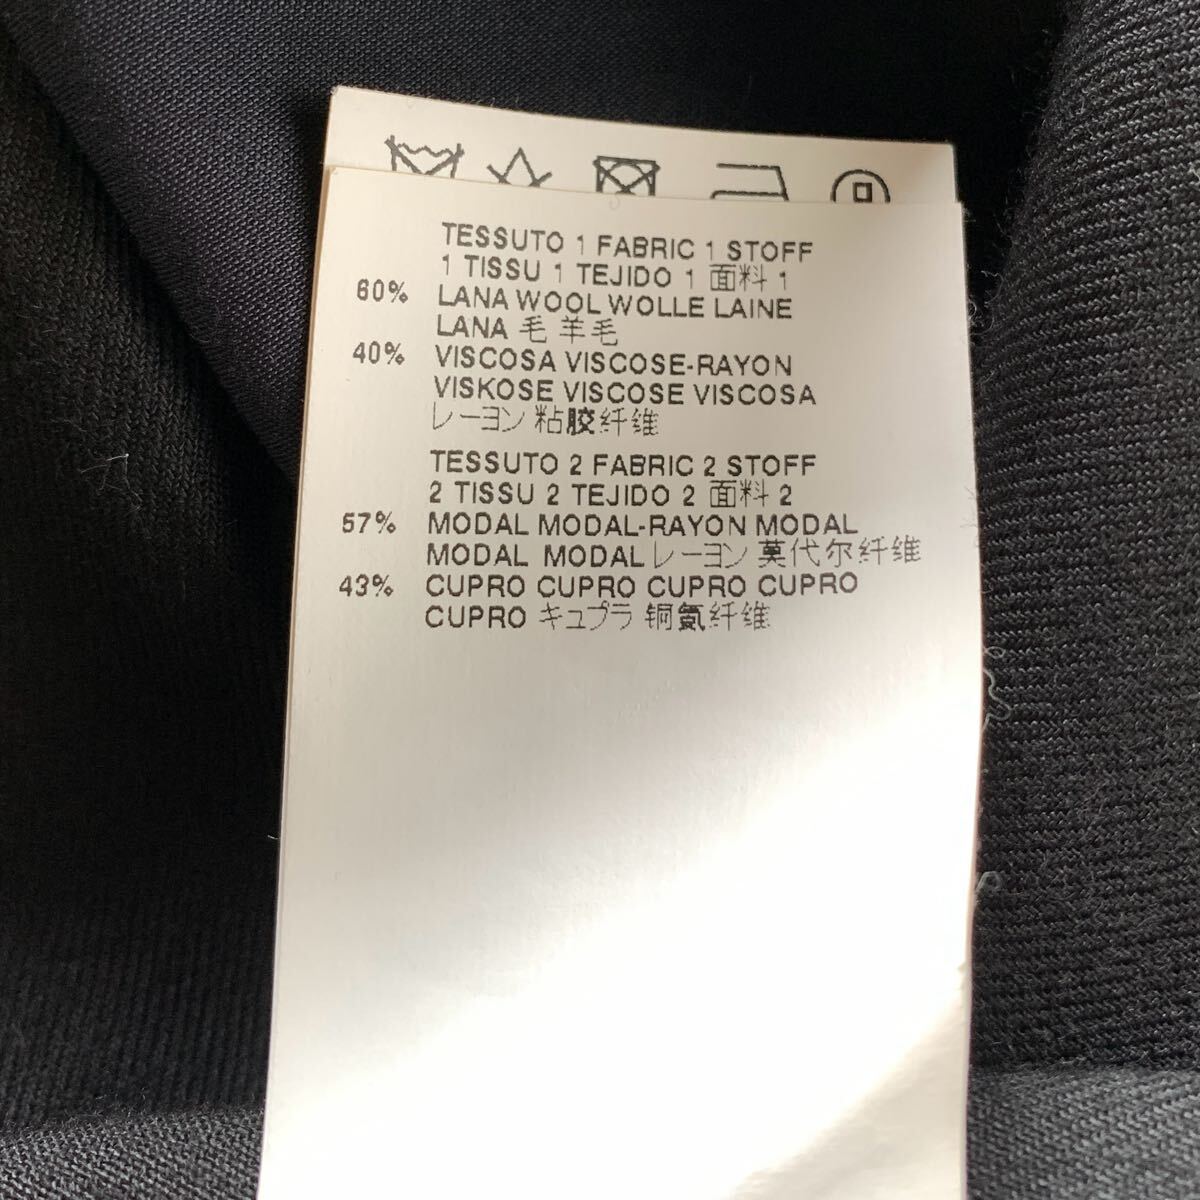 TESSUTO 1 FABRIC 1 STOFF
1 TISSU 1 TEJIDO 1 面料 1
60% LANA WOOL WOLLE LAINE
LANA 毛 羊毛
40% VISCOSA VISCOSE-RAYON
VISKOSE VISCOSE VISCOSA
レーヨン 粘胶纤维
TESSUTO 2 FABRIC 2 STOFF
2 TISSU 2 TEJIDO 2 面料 2
57% MODAL MODAL-RAYON MODAL
MODAL MODAL レーヨン 莫代尔纤维
43% CUPRO CUPRO CUPRO CUPRO
CUPRO キュプラ 铜氨纤维